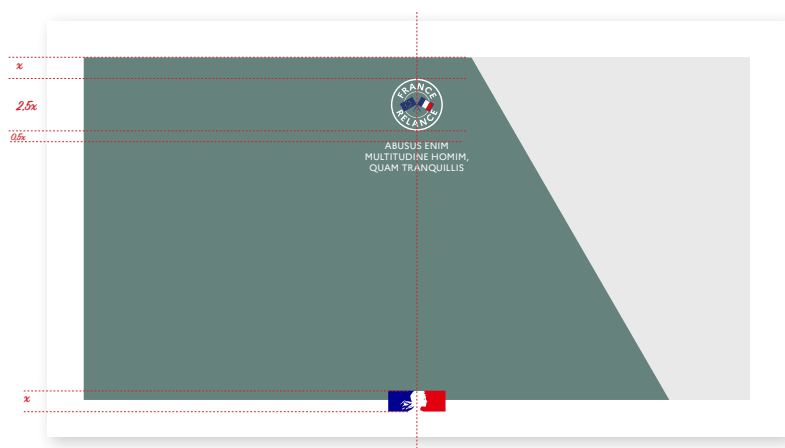 x
FRANCE
2,5x
RELANCE
0,5x
ABUSUS ENIM
MULTITUDINE HOMIM,
QUAM TRANQUILLIS
x